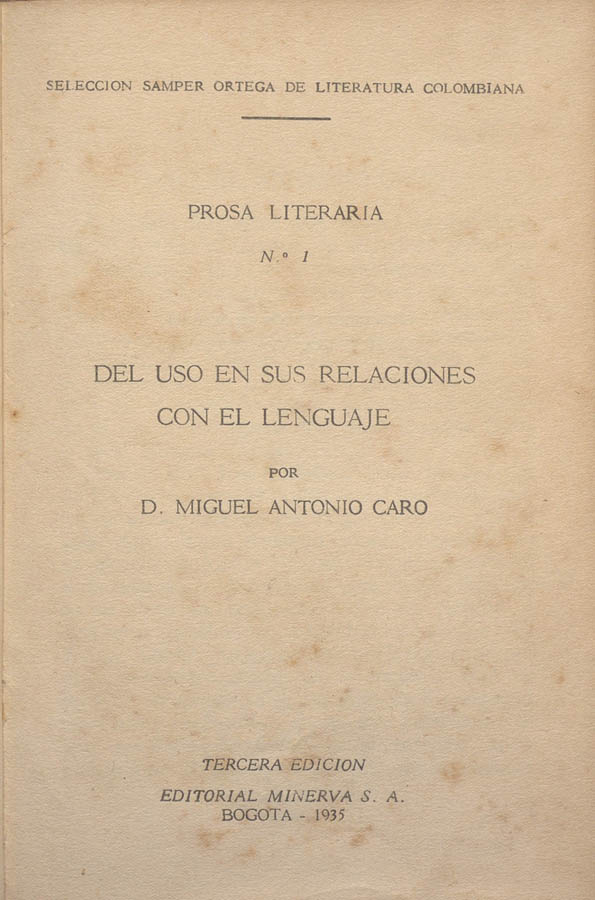 SELECCION SAMPER ORTEGA DE LITERATURA COLOMBIANA
PROSA LITERARIA
N.º 1
DEL USO EN SUS RELACIONES
CON EL LENGUAJE
POR
D. MIGUEL ANTONIO CARO
TERCERA EDICION
EDITORIAL MINERVA S. A.
BOGOTA - 1935